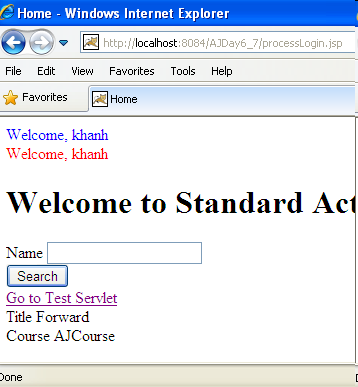 Home - Windows Internet Explorer
http://localhost:8084/AJDay6_7/processLogin.jsp
File Edit View Favorites Tools Help
Favorites Home
Welcome, khanh
Welcome, khanh
Welcome to Standard Act
Name
Search
Go to Test Servlet
Title Forward
Course AJCourse
Done